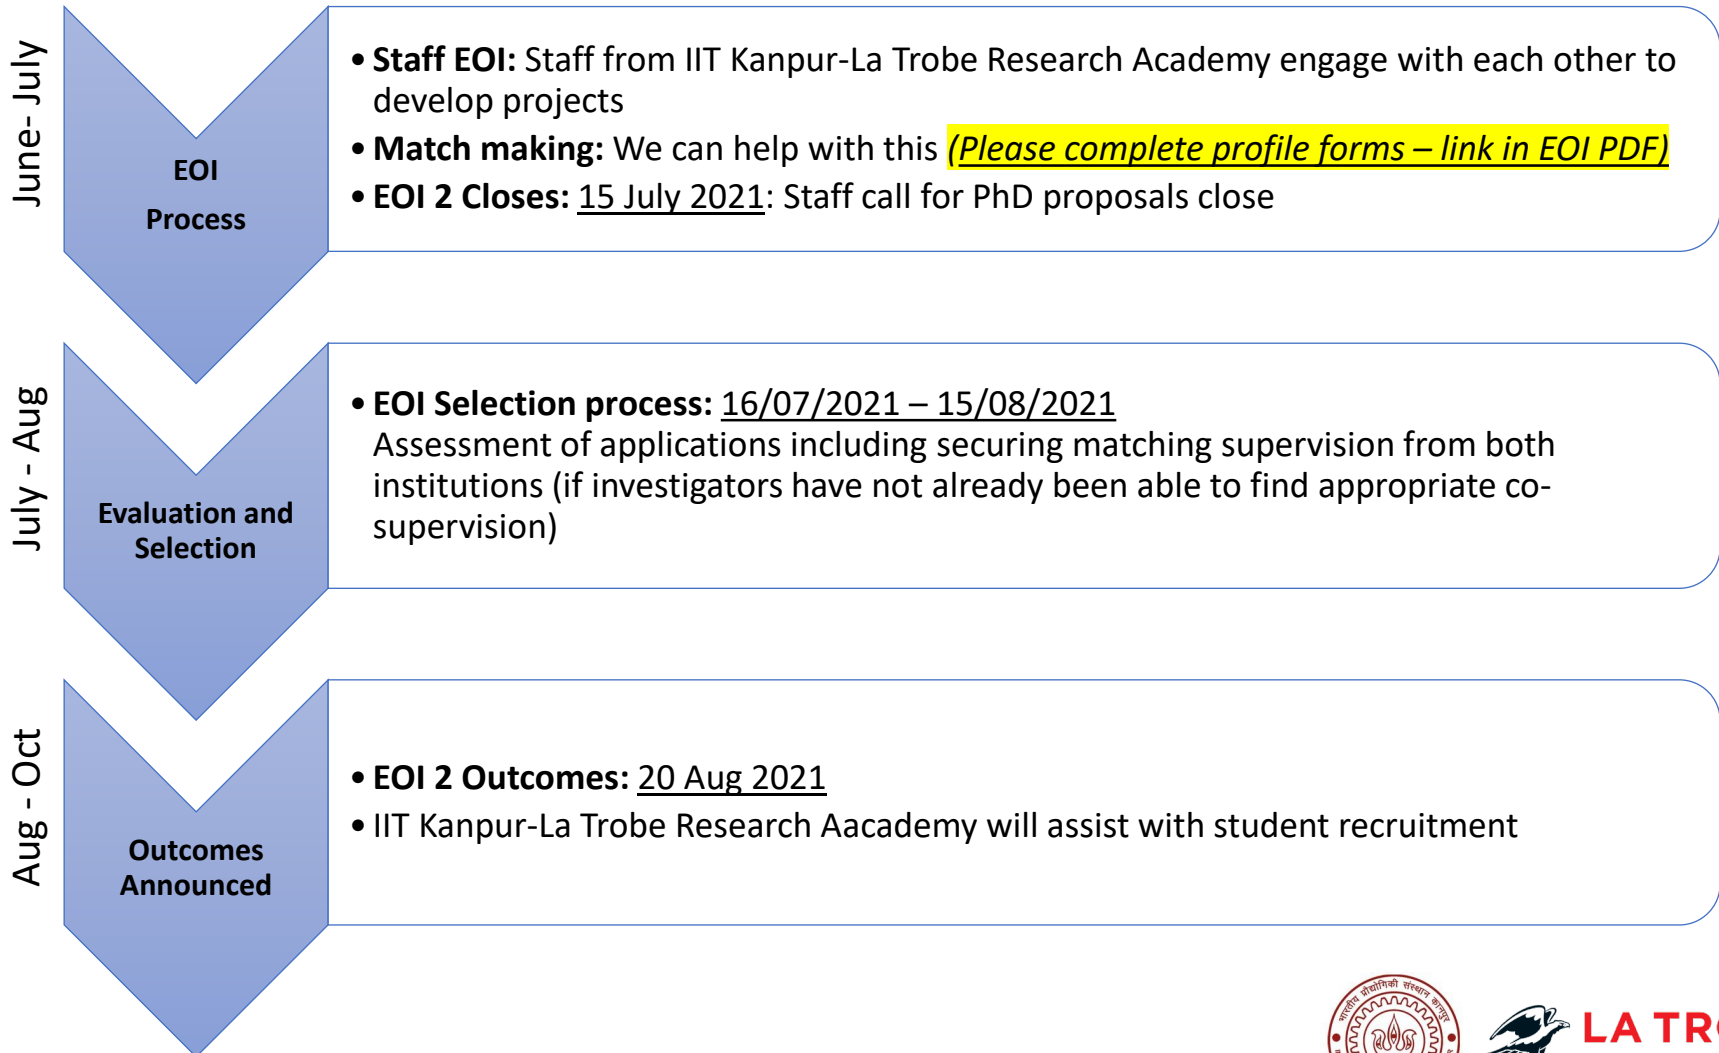 June- July
EOI
Process
• Staff EOI: Staff from IIT Kanpur-La Trobe Research Academy engage with each other to
develop projects
• Match making: We can help with this (Please complete profile forms – link in EOI PDF)
• EOI 2 Closes: 15 July 2021: Staff call for PhD proposals close
July - Aug
Evaluation and
Selection
• EOI Selection process: 16/07/2021 – 15/08/2021
Assessment of applications including securing matching supervision from both
institutions (if investigators have not already been able to find appropriate co-
supervision)
Aug - Oct
Outcomes
Announced
• EOI 2 Outcomes: 20 Aug 2021
• IIT Kanpur-La Trobe Research Aacademy will assist with student recruitment
भारतीय प्रौद्योगिकी संस्थान कानपुर
LA TR